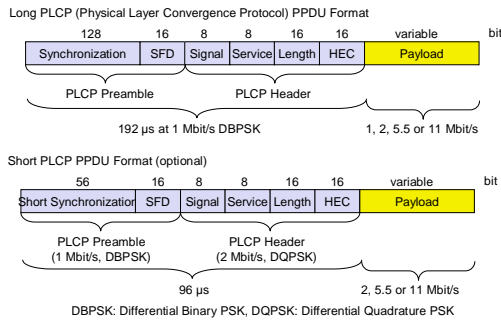 Long PLCP (Physical Layer Convergence Protocol) PPDU Format
128 16 8 8 16 16 variable bit
Synchronization SFD Signal Service Length HEC Payload
PLCP Preamble PLCP Header
192 µs at 1 Mbit/s DBPSK 1, 2, 5.5 or 11 Mbit/s
Short PLCP PPDU Format (optional)
56 16 8 8 16 16 variable bit
Short Synchronization SFD Signal Service Length HEC Payload
PLCP Preamble PLCP Header
(1 Mbit/s, DBPSK) (2 Mbit/s, DQPSK)
96 µs 2, 5.5 or 11 Mbit/s
DBPSK: Differential Binary PSK, DQPSK: Differential Quadrature PSK